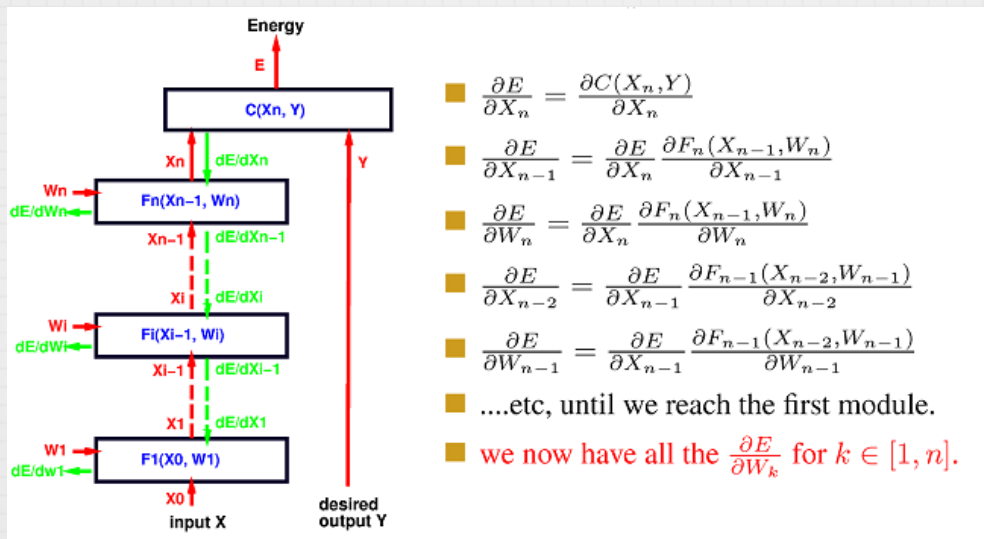 Energy
E
C(Xn, Y)
Xn
dE/dXn
Y
Wn
dE/dWn
Fn(Xn−1, Wn)
Xn−1
dE/dXn−1
Xi
dE/dXi
Wi
dE/dWi
Fi(Xi−1, Wi)
Xi−1
dE/dXi−1
X1
dE/dX1
W1
dE/dw1
F1(X0, W1)
X0
input X
desired
output Y
∂E/∂X_n = ∂C(X_n,Y)/∂X_n
∂E/∂X_{n−1} = ∂E/∂X_n ∂F_n(X_{n−1},W_n)/∂X_{n−1}
∂E/∂W_n = ∂E/∂X_n ∂F_n(X_{n−1},W_n)/∂W_n
∂E/∂X_{n−2} = ∂E/∂X_{n−1} ∂F_{n−1}(X_{n−2},W_{n−1})/∂X_{n−2}
∂E/∂W_{n−1} = ∂E/∂X_{n−1} ∂F_{n−1}(X_{n−2},W_{n−1})/∂W_{n−1}
....etc, until we reach the first module.
we now have all the ∂E/∂W_k for k ∈ [1, n].